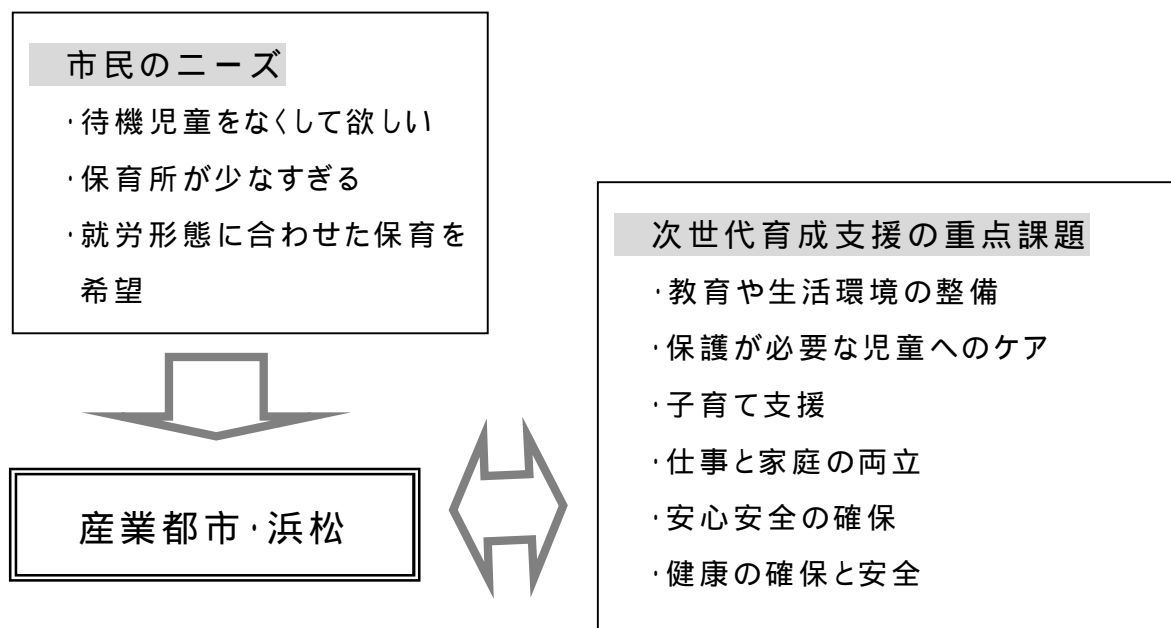 市民のニーズ
・待機児童をなくして欲しい
・保育所が少なすぎる
・就労形態に合わせた保育を
希望
産業都市・浜松
次世代育成支援の重点課題
・教育や生活環境の整備
・保護が必要な児童へのケア
・子育て支援
・仕事と家庭の両立
・安心安全の確保
・健康の確保と安全